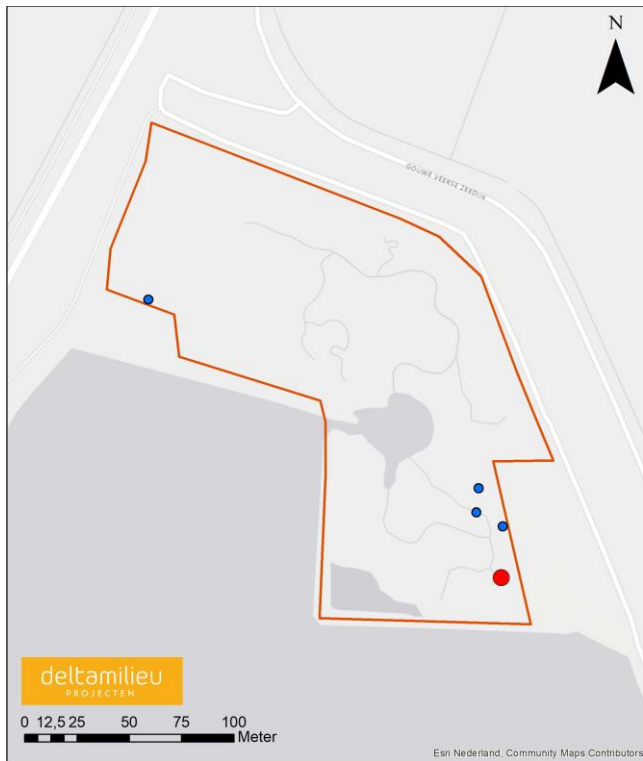 N
GOUWE VEERSE ZEEDIJK
deltamilieu
PROJECTEN
0 12,5 25 50 75 100
Meter
Esri Nederland, Community Maps Contributors